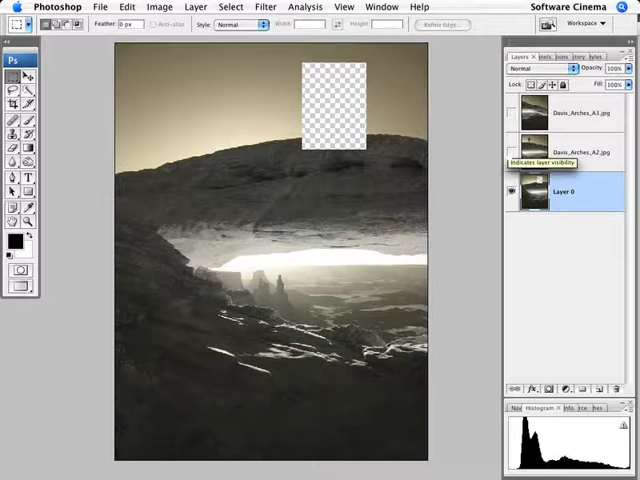 Photoshop File Edit Image Layer Select Filter Analysis View Window Help Software Cinema
Feather: 0 px Anti-alias Style: Normal Width: Height: Refine Edge... Workspace
Ps
Layers
Normal Opacity: 100%
Lock: Fill: 100%
Davis_Arches_A3.jpg
Davis_Arches_A2.jpg
Indicates layer visibility
Layer 0
Histogram